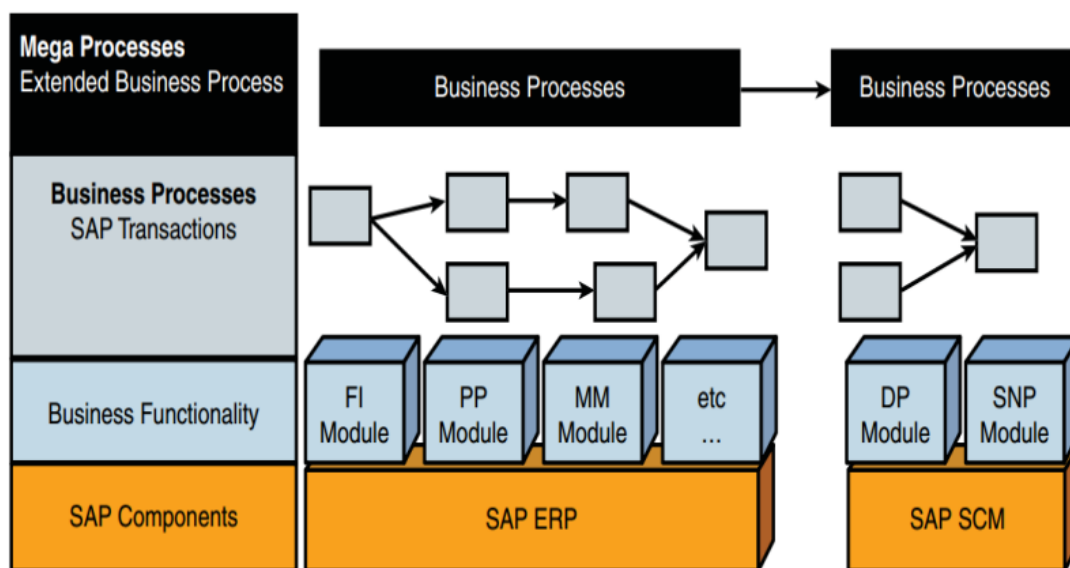 Mega Processes
Extended Business Process
Business Processes
Business Processes
Business Processes
SAP Transactions
Business Functionality
FI
Module
PP
Module
MM
Module
etc
...
DP
Module
SNP
Module
SAP Components
SAP ERP
SAP SCM